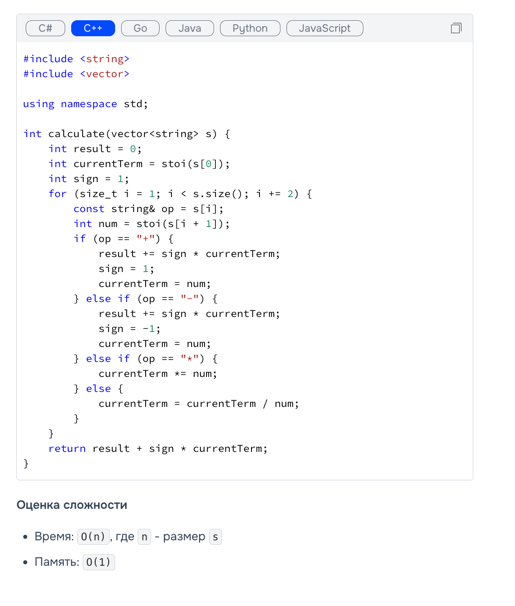 C# C++ Go Java Python JavaScript
#include <string>
#include <vector>
using namespace std;
int calculate(vector<string> s) {
    int result = 0;
    int currentTerm = stoi(s[0]);
    int sign = 1;
    for (size_t i = 1; i < s.size(); i += 2) {
        const string& op = s[i];
        int num = stoi(s[i + 1]);
        if (op == "+") {
            result += sign * currentTerm;
            sign = 1;
            currentTerm = num;
        } else if (op == "-") {
            result += sign * currentTerm;
            sign = -1;
            currentTerm = num;
        } else if (op == "*") {
            currentTerm *= num;
        } else {
            currentTerm = currentTerm / num;
        }
    }
    return result + sign * currentTerm;
}
Оценка сложности
• Время: O(n), где n - размер s
• Память: O(1)